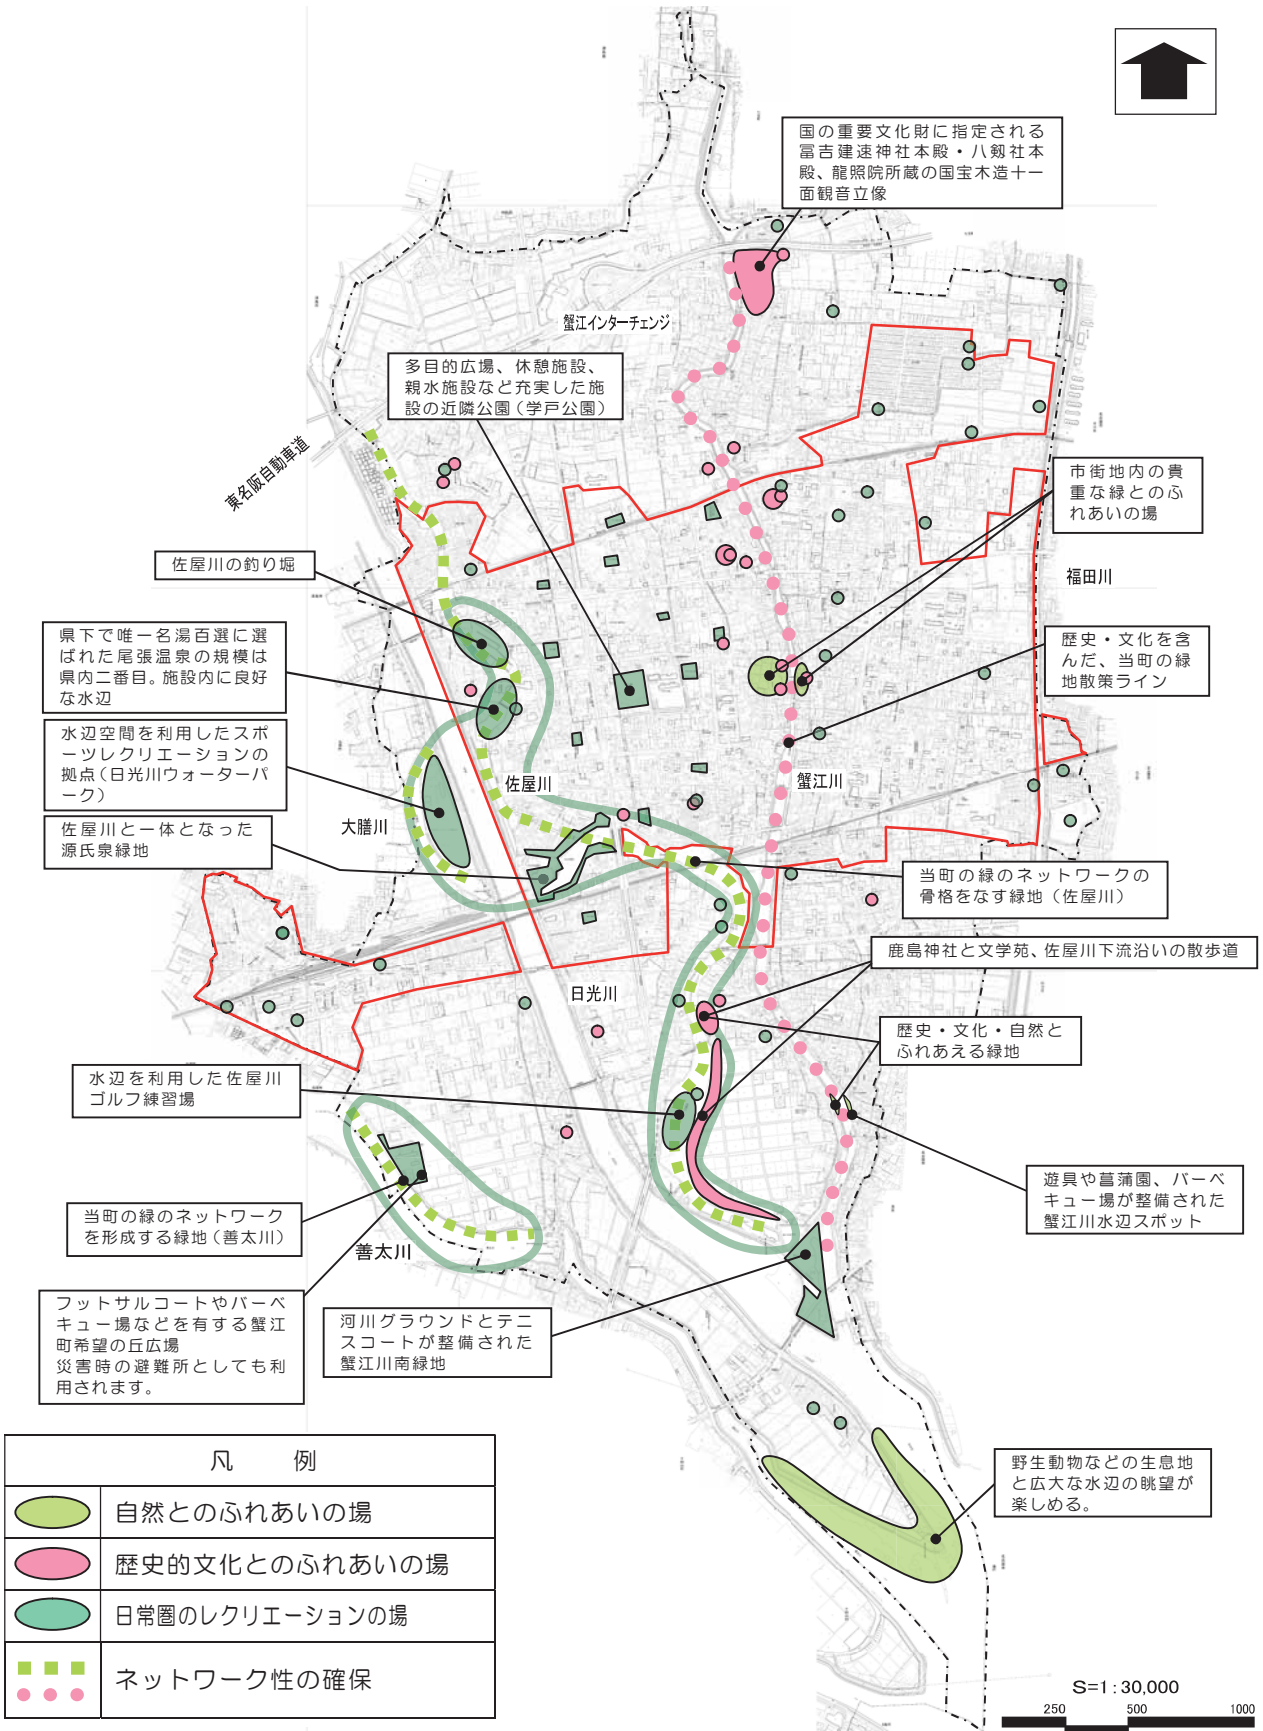 国の重要文化財に指定される
冨吉建速神社本殿・八剱社本
殿、龍照院所蔵の国宝木造十一
面観音立像
蟹江インターチェンジ
多目的広場、休憩施設、
親水施設など充実した施
設の近隣公園（学戸公園）
東名阪自動車道
市街地内の貴
重な緑とのふ
れあいの場
佐屋川の釣り堀
福田川
県下で唯一名湯百選に選
ばれた尾張温泉の規模は
県内二番目。施設内に良好
な水辺
歴史・文化を含
んだ、当町の緑
地散策ライン
水辺空間を利用したスポ
ーツレクリエーションの
拠点（日光川ウォーターパ
ーク）
佐屋川
蟹江川
大膳川
佐屋川と一体となった
源氏泉緑地
当町の緑のネットワークの
骨格をなす緑地（佐屋川）
鹿島神社と文学苑、佐屋川下流沿いの散歩道
日光川
歴史・文化・自然と
ふれあえる緑地
水辺を利用した佐屋川
ゴルフ練習場
遊具や菖蒲園、バーベ
キュー場が整備された
蟹江川水辺スポット
当町の緑のネットワーク
を形成する緑地（善太川）
善太川
フットサルコートやバーベ
キュー場などを有する蟹江
町希望の丘広場
災害時の避難所としても利
用されます。
河川グラウンドとテニ
スコートが整備された
蟹江川南緑地
野生動物などの生息地
と広大な水辺の眺望が
楽しめる。
凡　例
自然とのふれあいの場
歴史的文化とのふれあいの場
日常圏のレクリエーションの場
ネットワーク性の確保
S=1:30,000
250 500 1000